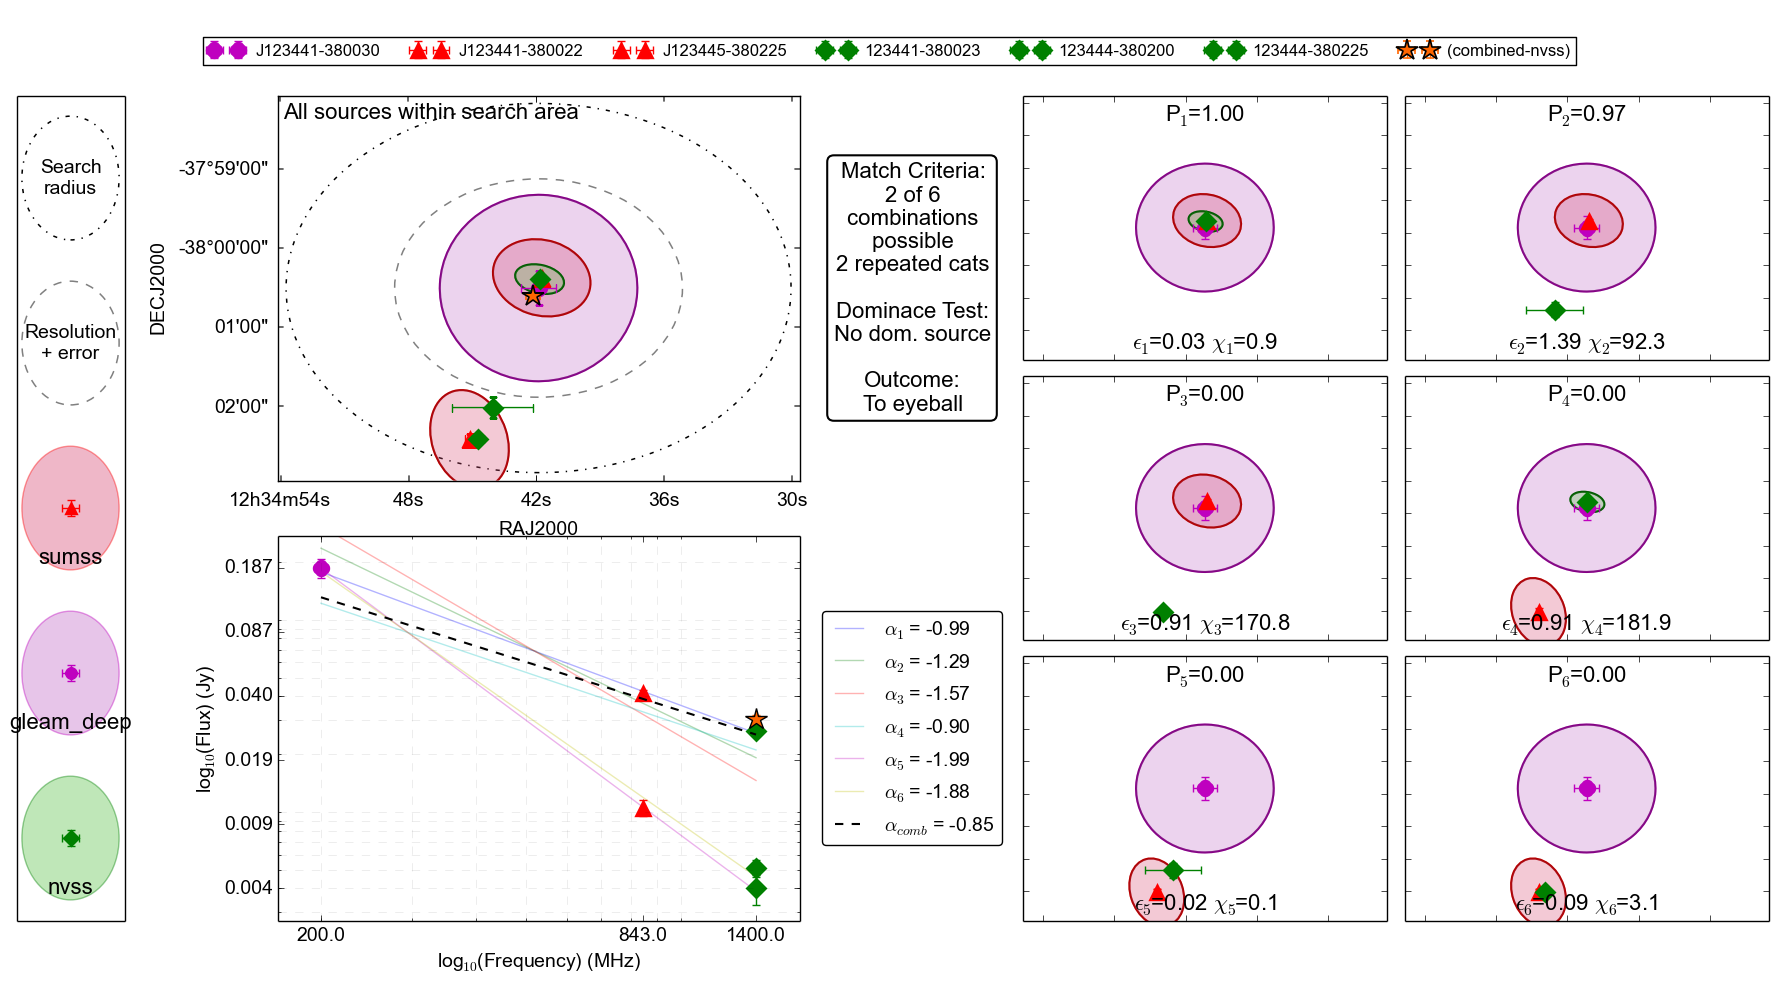 J123441-380030 J123441-380022 J123445-380225 123441-380023 123444-380200 123444-380225 (combined-nvss)
Search
radius
Resolution
+ error
sumss
gleam_deep
nvss
All sources within search area
DECJ2000
-37°59'00"
-38°00'00"
01'00"
02'00"
12h34m54s 48s 42s 36s 30s
RAJ2000
Match Criteria:
2 of 6
combinations
possible
2 repeated cats
Dominace Test:
No dom. source
Outcome:
To eyeball
log₁₀(Flux) (Jy)
0.187
0.087
0.040
0.019
0.009
0.004
200.0 843.0 1400.0
log₁₀(Frequency) (MHz)
α₁ = -0.99
α₂ = -1.29
α₃ = -1.57
α₄ = -0.90
α₅ = -1.99
α₆ = -1.88
α_comb = -0.85
P₁=1.00
ϵ₁=0.03 χ₁=0.9
P₂=0.97
ϵ₂=1.39 χ₂=92.3
P₃=0.00
ϵ₃=0.91 χ₃=170.8
P₄=0.00
ϵ₄=0.91 χ₄=181.9
P₅=0.00
ϵ₅=0.02 χ₅=0.1
P₆=0.00
ϵ₆=0.09 χ₆=3.1